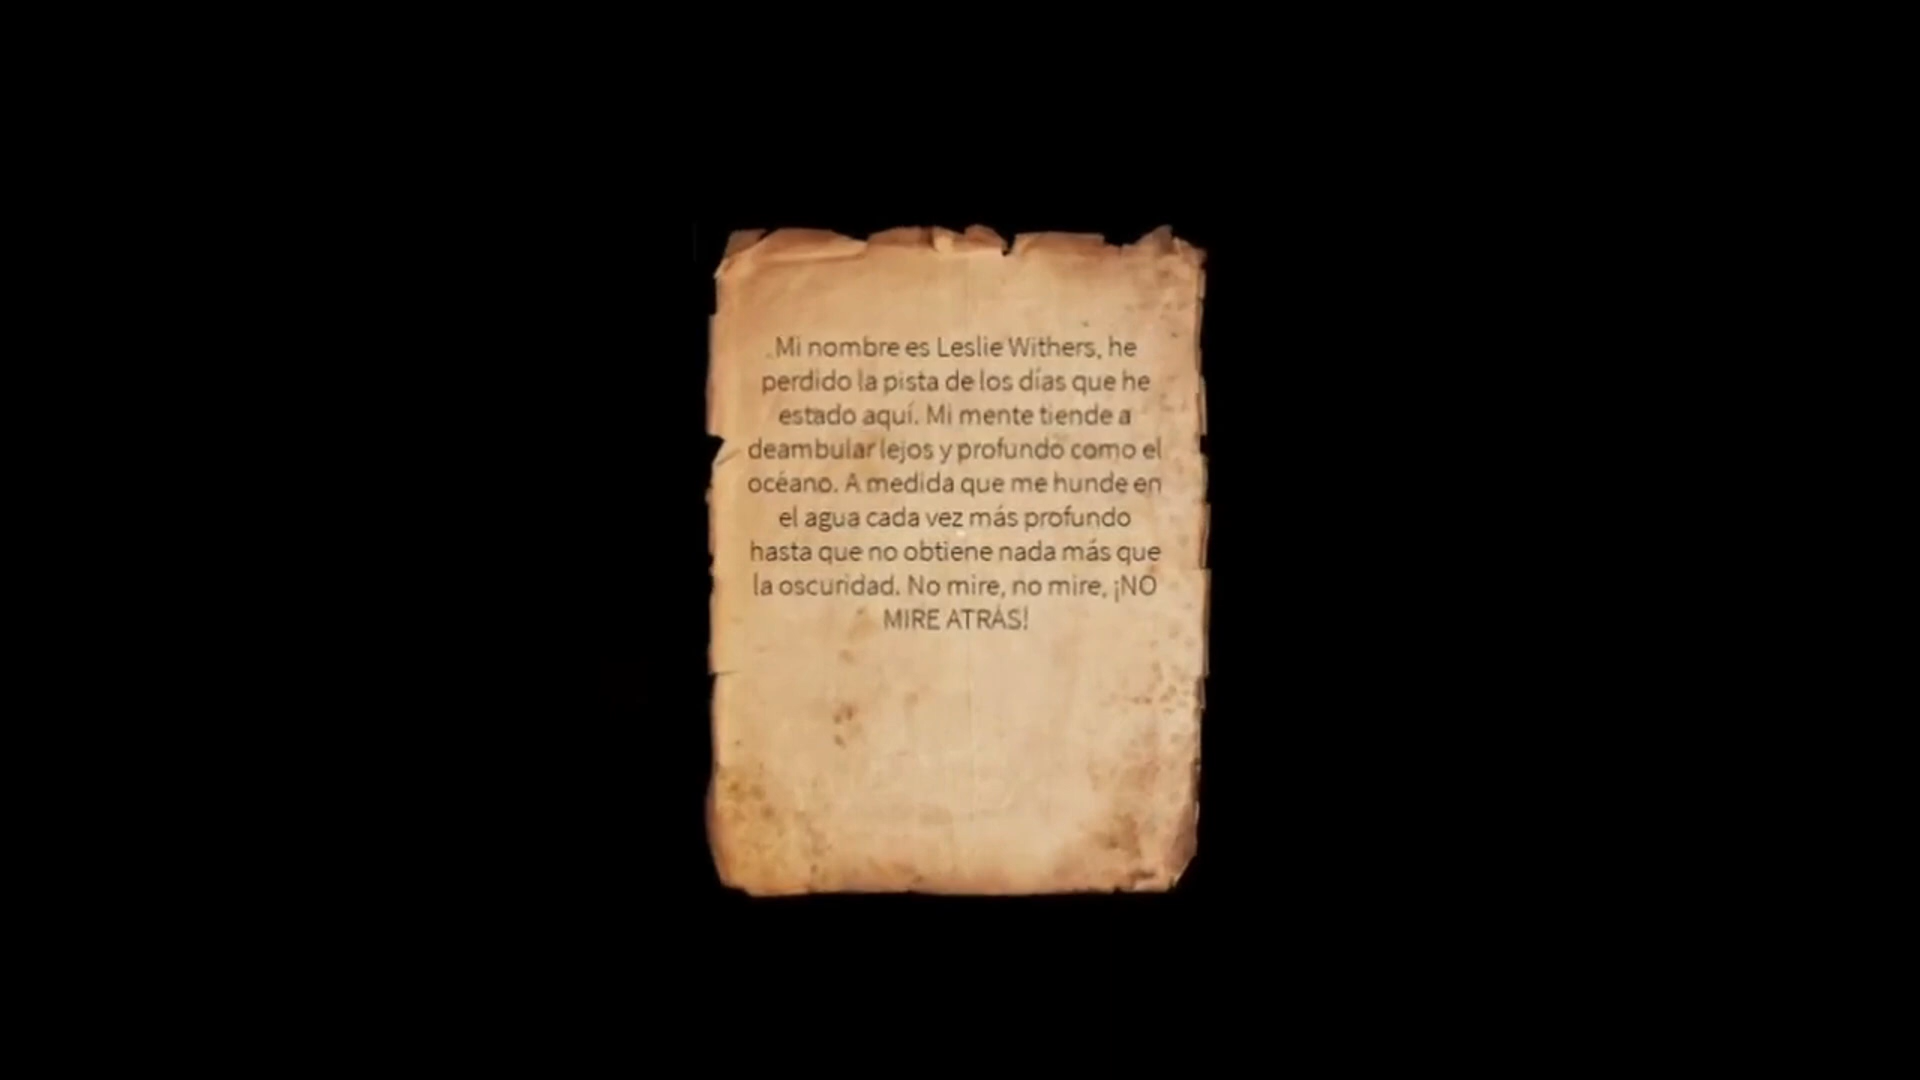 .Mi nombre es Leslie Withers, he
perdido la pista de los días que he
estado aquí. Mi mente tiende a
deambular lejos y profundo como el
océano. A medida que me hunde en
el agua cada vez más profundo
hasta que no obtiene nada más que
la oscuridad. No mire, no mire, ¡NO
MIRE ATRÁS!